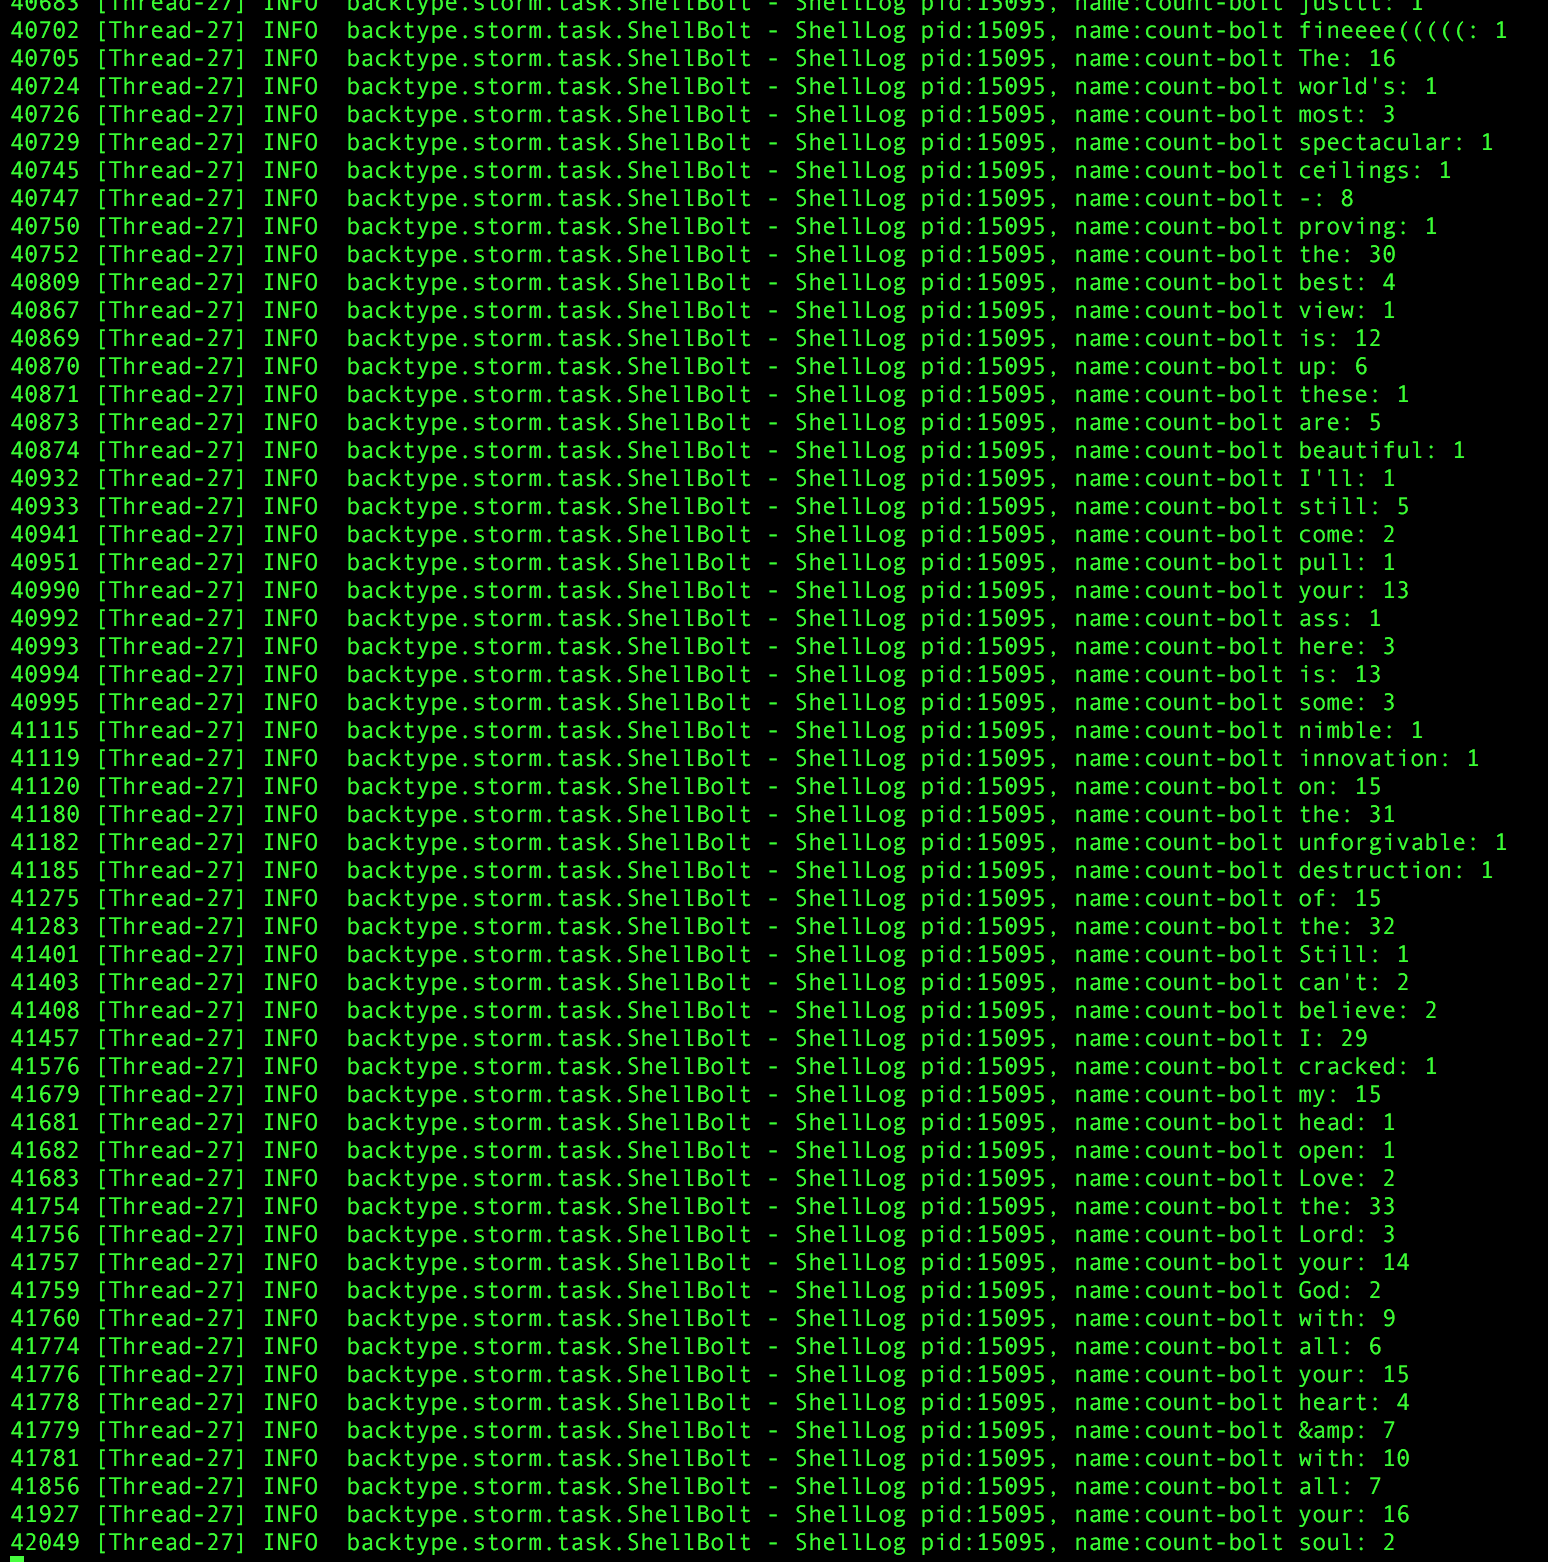 40683 [Thread-27] INFO  backtype.storm.task.ShellBolt - ShellLog pid:15095, name:count-bolt justtt: 1
40702 [Thread-27] INFO  backtype.storm.task.ShellBolt - ShellLog pid:15095, name:count-bolt fineeee(((((: 1
40705 [Thread-27] INFO  backtype.storm.task.ShellBolt - ShellLog pid:15095, name:count-bolt The: 16
40724 [Thread-27] INFO  backtype.storm.task.ShellBolt - ShellLog pid:15095, name:count-bolt world's: 1
40726 [Thread-27] INFO  backtype.storm.task.ShellBolt - ShellLog pid:15095, name:count-bolt most: 3
40729 [Thread-27] INFO  backtype.storm.task.ShellBolt - ShellLog pid:15095, name:count-bolt spectacular: 1
40745 [Thread-27] INFO  backtype.storm.task.ShellBolt - ShellLog pid:15095, name:count-bolt ceilings: 1
40747 [Thread-27] INFO  backtype.storm.task.ShellBolt - ShellLog pid:15095, name:count-bolt -: 8
40750 [Thread-27] INFO  backtype.storm.task.ShellBolt - ShellLog pid:15095, name:count-bolt proving: 1
40752 [Thread-27] INFO  backtype.storm.task.ShellBolt - ShellLog pid:15095, name:count-bolt the: 30
40809 [Thread-27] INFO  backtype.storm.task.ShellBolt - ShellLog pid:15095, name:count-bolt best: 4
40867 [Thread-27] INFO  backtype.storm.task.ShellBolt - ShellLog pid:15095, name:count-bolt view: 1
40869 [Thread-27] INFO  backtype.storm.task.ShellBolt - ShellLog pid:15095, name:count-bolt is: 12
40870 [Thread-27] INFO  backtype.storm.task.ShellBolt - ShellLog pid:15095, name:count-bolt up: 6
40871 [Thread-27] INFO  backtype.storm.task.ShellBolt - ShellLog pid:15095, name:count-bolt these: 1
40873 [Thread-27] INFO  backtype.storm.task.ShellBolt - ShellLog pid:15095, name:count-bolt are: 5
40874 [Thread-27] INFO  backtype.storm.task.ShellBolt - ShellLog pid:15095, name:count-bolt beautiful: 1
40932 [Thread-27] INFO  backtype.storm.task.ShellBolt - ShellLog pid:15095, name:count-bolt I'll: 1
40933 [Thread-27] INFO  backtype.storm.task.ShellBolt - ShellLog pid:15095, name:count-bolt still: 5
40941 [Thread-27] INFO  backtype.storm.task.ShellBolt - ShellLog pid:15095, name:count-bolt come: 2
40951 [Thread-27] INFO  backtype.storm.task.ShellBolt - ShellLog pid:15095, name:count-bolt pull: 1
40990 [Thread-27] INFO  backtype.storm.task.ShellBolt - ShellLog pid:15095, name:count-bolt your: 13
40992 [Thread-27] INFO  backtype.storm.task.ShellBolt - ShellLog pid:15095, name:count-bolt ass: 1
40993 [Thread-27] INFO  backtype.storm.task.ShellBolt - ShellLog pid:15095, name:count-bolt here: 3
40994 [Thread-27] INFO  backtype.storm.task.ShellBolt - ShellLog pid:15095, name:count-bolt is: 13
40995 [Thread-27] INFO  backtype.storm.task.ShellBolt - ShellLog pid:15095, name:count-bolt some: 3
41115 [Thread-27] INFO  backtype.storm.task.ShellBolt - ShellLog pid:15095, name:count-bolt nimble: 1
41119 [Thread-27] INFO  backtype.storm.task.ShellBolt - ShellLog pid:15095, name:count-bolt innovation: 1
41120 [Thread-27] INFO  backtype.storm.task.ShellBolt - ShellLog pid:15095, name:count-bolt on: 15
41180 [Thread-27] INFO  backtype.storm.task.ShellBolt - ShellLog pid:15095, name:count-bolt the: 31
41182 [Thread-27] INFO  backtype.storm.task.ShellBolt - ShellLog pid:15095, name:count-bolt unforgivable: 1
41185 [Thread-27] INFO  backtype.storm.task.ShellBolt - ShellLog pid:15095, name:count-bolt destruction: 1
41275 [Thread-27] INFO  backtype.storm.task.ShellBolt - ShellLog pid:15095, name:count-bolt of: 15
41283 [Thread-27] INFO  backtype.storm.task.ShellBolt - ShellLog pid:15095, name:count-bolt the: 32
41401 [Thread-27] INFO  backtype.storm.task.ShellBolt - ShellLog pid:15095, name:count-bolt Still: 1
41403 [Thread-27] INFO  backtype.storm.task.ShellBolt - ShellLog pid:15095, name:count-bolt can't: 2
41408 [Thread-27] INFO  backtype.storm.task.ShellBolt - ShellLog pid:15095, name:count-bolt believe: 2
41457 [Thread-27] INFO  backtype.storm.task.ShellBolt - ShellLog pid:15095, name:count-bolt I: 29
41576 [Thread-27] INFO  backtype.storm.task.ShellBolt - ShellLog pid:15095, name:count-bolt cracked: 1
41679 [Thread-27] INFO  backtype.storm.task.ShellBolt - ShellLog pid:15095, name:count-bolt my: 15
41681 [Thread-27] INFO  backtype.storm.task.ShellBolt - ShellLog pid:15095, name:count-bolt head: 1
41682 [Thread-27] INFO  backtype.storm.task.ShellBolt - ShellLog pid:15095, name:count-bolt open: 1
41683 [Thread-27] INFO  backtype.storm.task.ShellBolt - ShellLog pid:15095, name:count-bolt Love: 2
41754 [Thread-27] INFO  backtype.storm.task.ShellBolt - ShellLog pid:15095, name:count-bolt the: 33
41756 [Thread-27] INFO  backtype.storm.task.ShellBolt - ShellLog pid:15095, name:count-bolt Lord: 3
41757 [Thread-27] INFO  backtype.storm.task.ShellBolt - ShellLog pid:15095, name:count-bolt your: 14
41759 [Thread-27] INFO  backtype.storm.task.ShellBolt - ShellLog pid:15095, name:count-bolt God: 2
41760 [Thread-27] INFO  backtype.storm.task.ShellBolt - ShellLog pid:15095, name:count-bolt with: 9
41774 [Thread-27] INFO  backtype.storm.task.ShellBolt - ShellLog pid:15095, name:count-bolt all: 6
41776 [Thread-27] INFO  backtype.storm.task.ShellBolt - ShellLog pid:15095, name:count-bolt your: 15
41778 [Thread-27] INFO  backtype.storm.task.ShellBolt - ShellLog pid:15095, name:count-bolt heart: 4
41779 [Thread-27] INFO  backtype.storm.task.ShellBolt - ShellLog pid:15095, name:count-bolt &amp: 7
41781 [Thread-27] INFO  backtype.storm.task.ShellBolt - ShellLog pid:15095, name:count-bolt with: 10
41856 [Thread-27] INFO  backtype.storm.task.ShellBolt - ShellLog pid:15095, name:count-bolt all: 7
41927 [Thread-27] INFO  backtype.storm.task.ShellBolt - ShellLog pid:15095, name:count-bolt your: 16
42049 [Thread-27] INFO  backtype.storm.task.ShellBolt - ShellLog pid:15095, name:count-bolt soul: 2